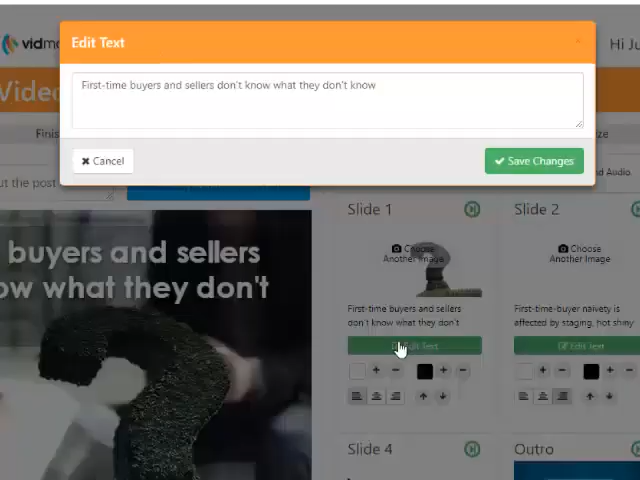 Edit Text
First-time buyers and sellers don't know what they don't know
Cancel
Save Changes
Hi
Video
Finis
ut the post
d Audio.
Slide 1
Slide 2
Choose
Another Image
Choose
Another Image
buyers and sellers
ow what they don't
First-time buyers and sellers
don't know what they don't
First-time-buyer naivety is
affected by staging, hot shiny
Edit Text
Edit Text
Slide 4
Outro